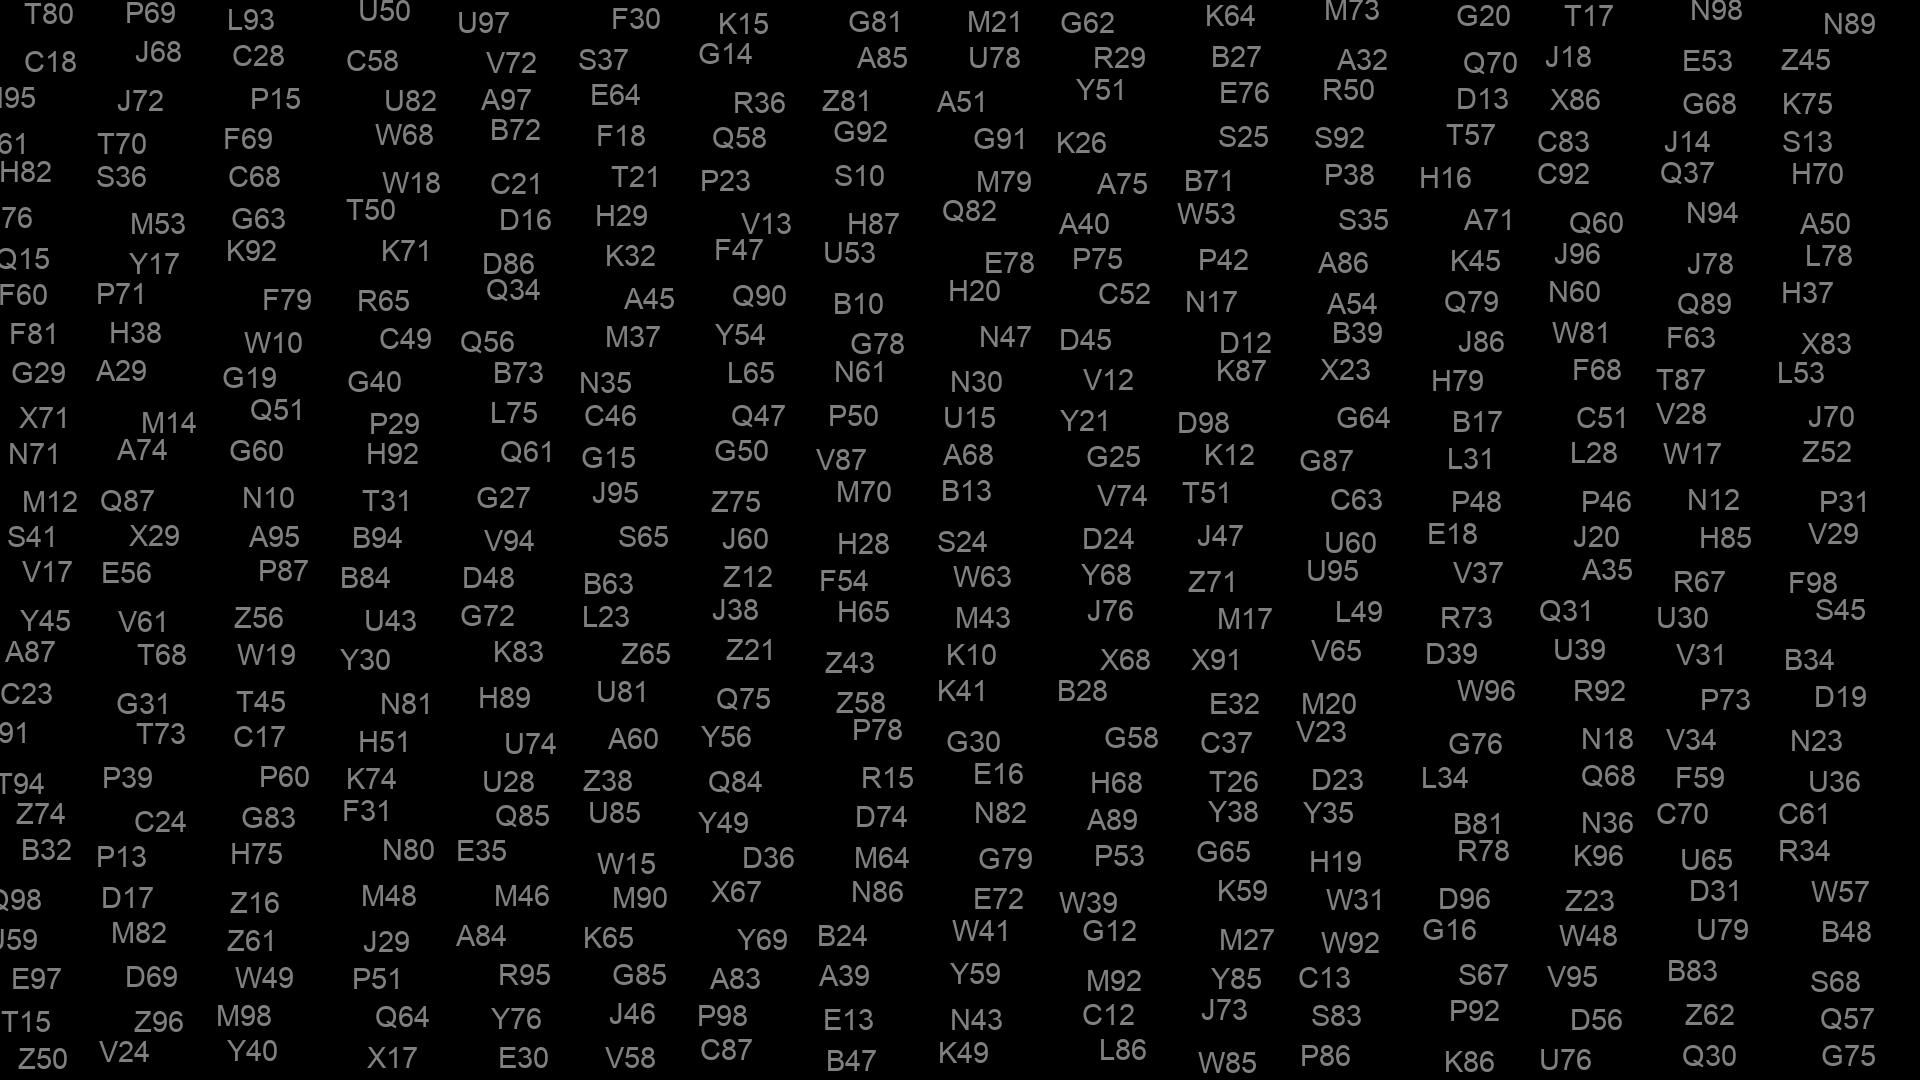 T80 P69 L93 U50 U97 F30 K15 G81 M21 G62 K64 M73 G20 T17 N98 N89
C18 J68 C28 C58 V72 S37 G14 A85 U78 R29 B27 A32 Q70 J18 E53 Z45
J72 P15 U82 A97 E64 R36 Z81 A51 Y51 E76 R50 D13 X86 G68 K75
61 T70 F69 W68 B72 F18 Q58 G92 G91 K26 S25 S92 T57 C83 J14 S13
H82 S36 C68 W18 C21 T21 P23 S10 M79 A75 B71 P38 H16 C92 Q37 H70
76 M53 G63 T50 D16 H29 V13 H87 Q82 A40 W53 S35 A71 Q60 N94 A50
Q15 Y17 K92 K71 D86 K32 F47 U53 E78 P75 P42 A86 K45 J96 J78 L78
F60 P71 F79 R65 Q34 A45 Q90 B10 H20 C52 N17 A54 Q79 N60 Q89 H37
F81 H38 W10 C49 Q56 M37 Y54 G78 N47 D45 D12 B39 J86 W81 F63 X83
G29 A29 G19 G40 B73 N35 L65 N61 N30 V12 K87 X23 H79 F68 T87 L53
X71 M14 Q51 P29 L75 C46 Q47 P50 U15 Y21 D98 G64 B17 C51 V28 J70
N71 A74 G60 H92 Q61 G15 G50 V87 A68 G25 K12 G87 L31 L28 W17 Z52
M12 Q87 N10 T31 G27 J95 Z75 M70 B13 V74 T51 C63 P48 P46 N12 P31
S41 X29 A95 B94 V94 S65 J60 H28 S24 D24 J47 U60 E18 J20 H85 V29
V17 E56 P87 B84 D48 B63 Z12 F54 W63 Y68 Z71 U95 V37 A35 R67 F98
Y45 V61 Z56 U43 G72 L23 J38 H65 M43 J76 M17 L49 R73 Q31 U30 S45
A87 T68 W19 Y30 K83 Z65 Z21 Z43 K10 X68 X91 V65 D39 U39 V31 B34
C23 G31 T45 N81 H89 U81 Q75 Z58 K41 B28 E32 M20 W96 R92 P73 D19
91 T73 C17 H51 U74 A60 Y56 P78 G30 G58 C37 V23 G76 N18 V34 N23
T94 P39 P60 K74 U28 Z38 Q84 R15 E16 H68 T26 D23 L34 Q68 F59 U36
Z74 C24 G83 F31 Q85 U85 Y49 D74 N82 A89 Y38 Y35 B81 N36 C70 C61
B32 P13 H75 N80 E35 W15 D36 M64 G79 P53 G65 H19 R78 K96 U65 R34
Q98 D17 Z16 M48 M46 M90 X67 N86 E72 W39 K59 W31 D96 Z23 D31 W57
U59 M82 Z61 J29 A84 K65 Y69 B24 W41 G12 M27 W92 G16 W48 U79 B48
E97 D69 W49 P51 R95 G85 A83 A39 Y59 M92 Y85 C13 S67 V95 B83 S68
T15 Z96 M98 Q64 Y76 J46 P98 E13 N43 C12 J73 S83 P92 D56 Z62 Q57
Z50 V24 Y40 X17 E30 V58 C87 B47 K49 L86 W85 P86 K86 U76 Q30 G75